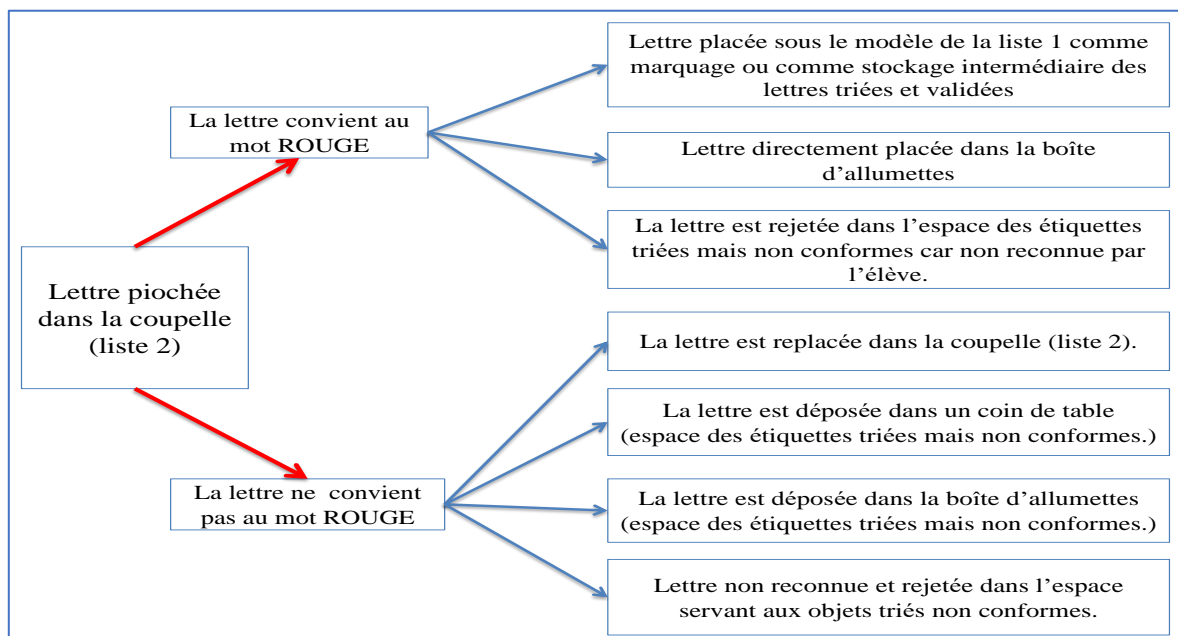 Lettre piochée
dans la coupelle
(liste 2)
La lettre convient au
mot ROUGE
Lettre placée sous le modèle de la liste 1 comme
marquage ou comme stockage intermédiaire des
lettres triées et validées
Lettre directement placée dans la boîte
d’allumettes
La lettre est rejetée dans l’espace des étiquettes
triées mais non conformes car non reconnue par
l’élève.
La lettre ne  convient
pas au mot ROUGE
La lettre est replacée dans la coupelle (liste 2).
La lettre est déposée dans un coin de table
(espace des étiquettes triées mais non conformes.)
La lettre est déposée dans la boîte d’allumettes
(espace des étiquettes triées mais non conformes.)
Lettre non reconnue et rejetée dans l’espace
servant aux objets triés non conformes.